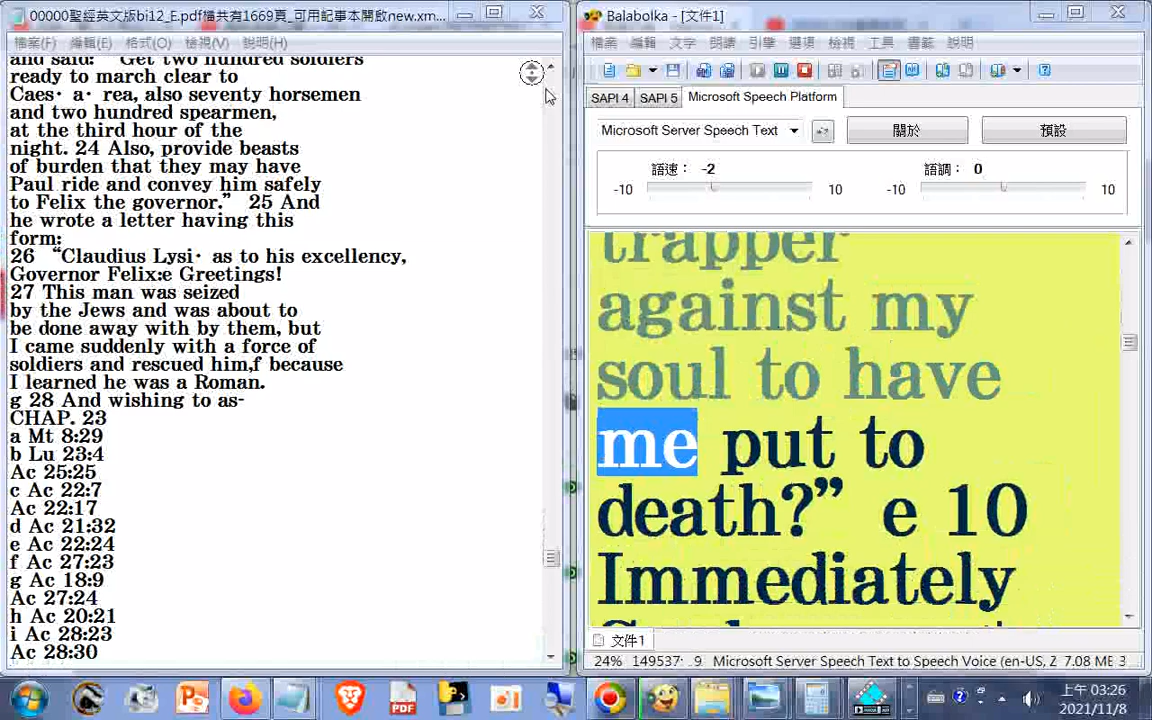 00000聖經英文版bi12_E.pdf檔共有1669頁_可用記事本開啟new.xm...
檔案(F) 編輯(E) 格式(O) 檢視(V) 說明(H)
and said: “Get two hundred soldiers
ready to march clear to
Caes· a· rea, also seventy horsemen
and two hundred spearmen,
at the third hour of the
night. 24 Also, provide beasts
of burden that they may have
Paul ride and convey him safely
to Felix the governor.” 25 And
he wrote a letter having this
form:
26 “Claudius Lysi· as to his excellency,
Governor Felix:e Greetings!
27 This man was seized
by the Jews and was about to
be done away with by them, but
I came suddenly with a force of
soldiers and rescued him,f because
I learned he was a Roman.
g 28 And wishing to as-
CHAP. 23
a Mt 8:29
b Lu 23:4
Ac 25:25
c Ac 22:7
Ac 22:17
d Ac 21:32
e Ac 22:24
f Ac 27:23
g Ac 18:9
Ac 27:24
h Ac 20:21
i Ac 28:23
Ac 28:30
Balabolka - [文件1]
檔案 編輯 文字 朗讀 引擎 選項 檢視 工具 書籤 說明
SAPI 4 SAPI 5 Microsoft Speech Platform
Microsoft Server Speech Text 關於 預設
語速: -2 語調: 0
-10 10 -10 10
trapper
against my
soul to have
me put to
death?” e 10
Immediately
文件1
24% 149537: .9 Microsoft Server Speech Text to Speech Voice (en-US, Z 7.08 ME 3
上午 03:26
2021/11/8